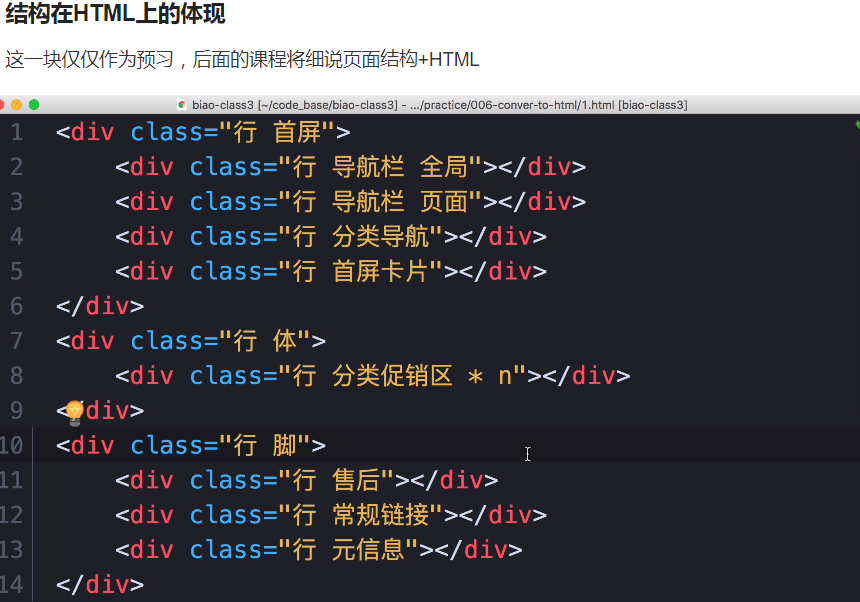 结构在HTML上的体现
这一块仅仅作为预习，后面的课程将细说页面结构+HTML
biao-class3 [~/code_base/biao-class3] - .../practice/006-conver-to-html/1.html [biao-class3]
1 <div class="行 首屏">
2 <div class="行 导航栏 全局"></div>
3 <div class="行 导航栏 页面"></div>
4 <div class="行 分类导航"></div>
5 <div class="行 首屏卡片"></div>
6 </div>
7 <div class="行 体">
8 <div class="行 分类促销区 * n"></div>
9 <div>
10 <div class="行 脚">
11 <div class="行 售后"></div>
12 <div class="行 常规链接"></div>
13 <div class="行 元信息"></div>
14 </div>